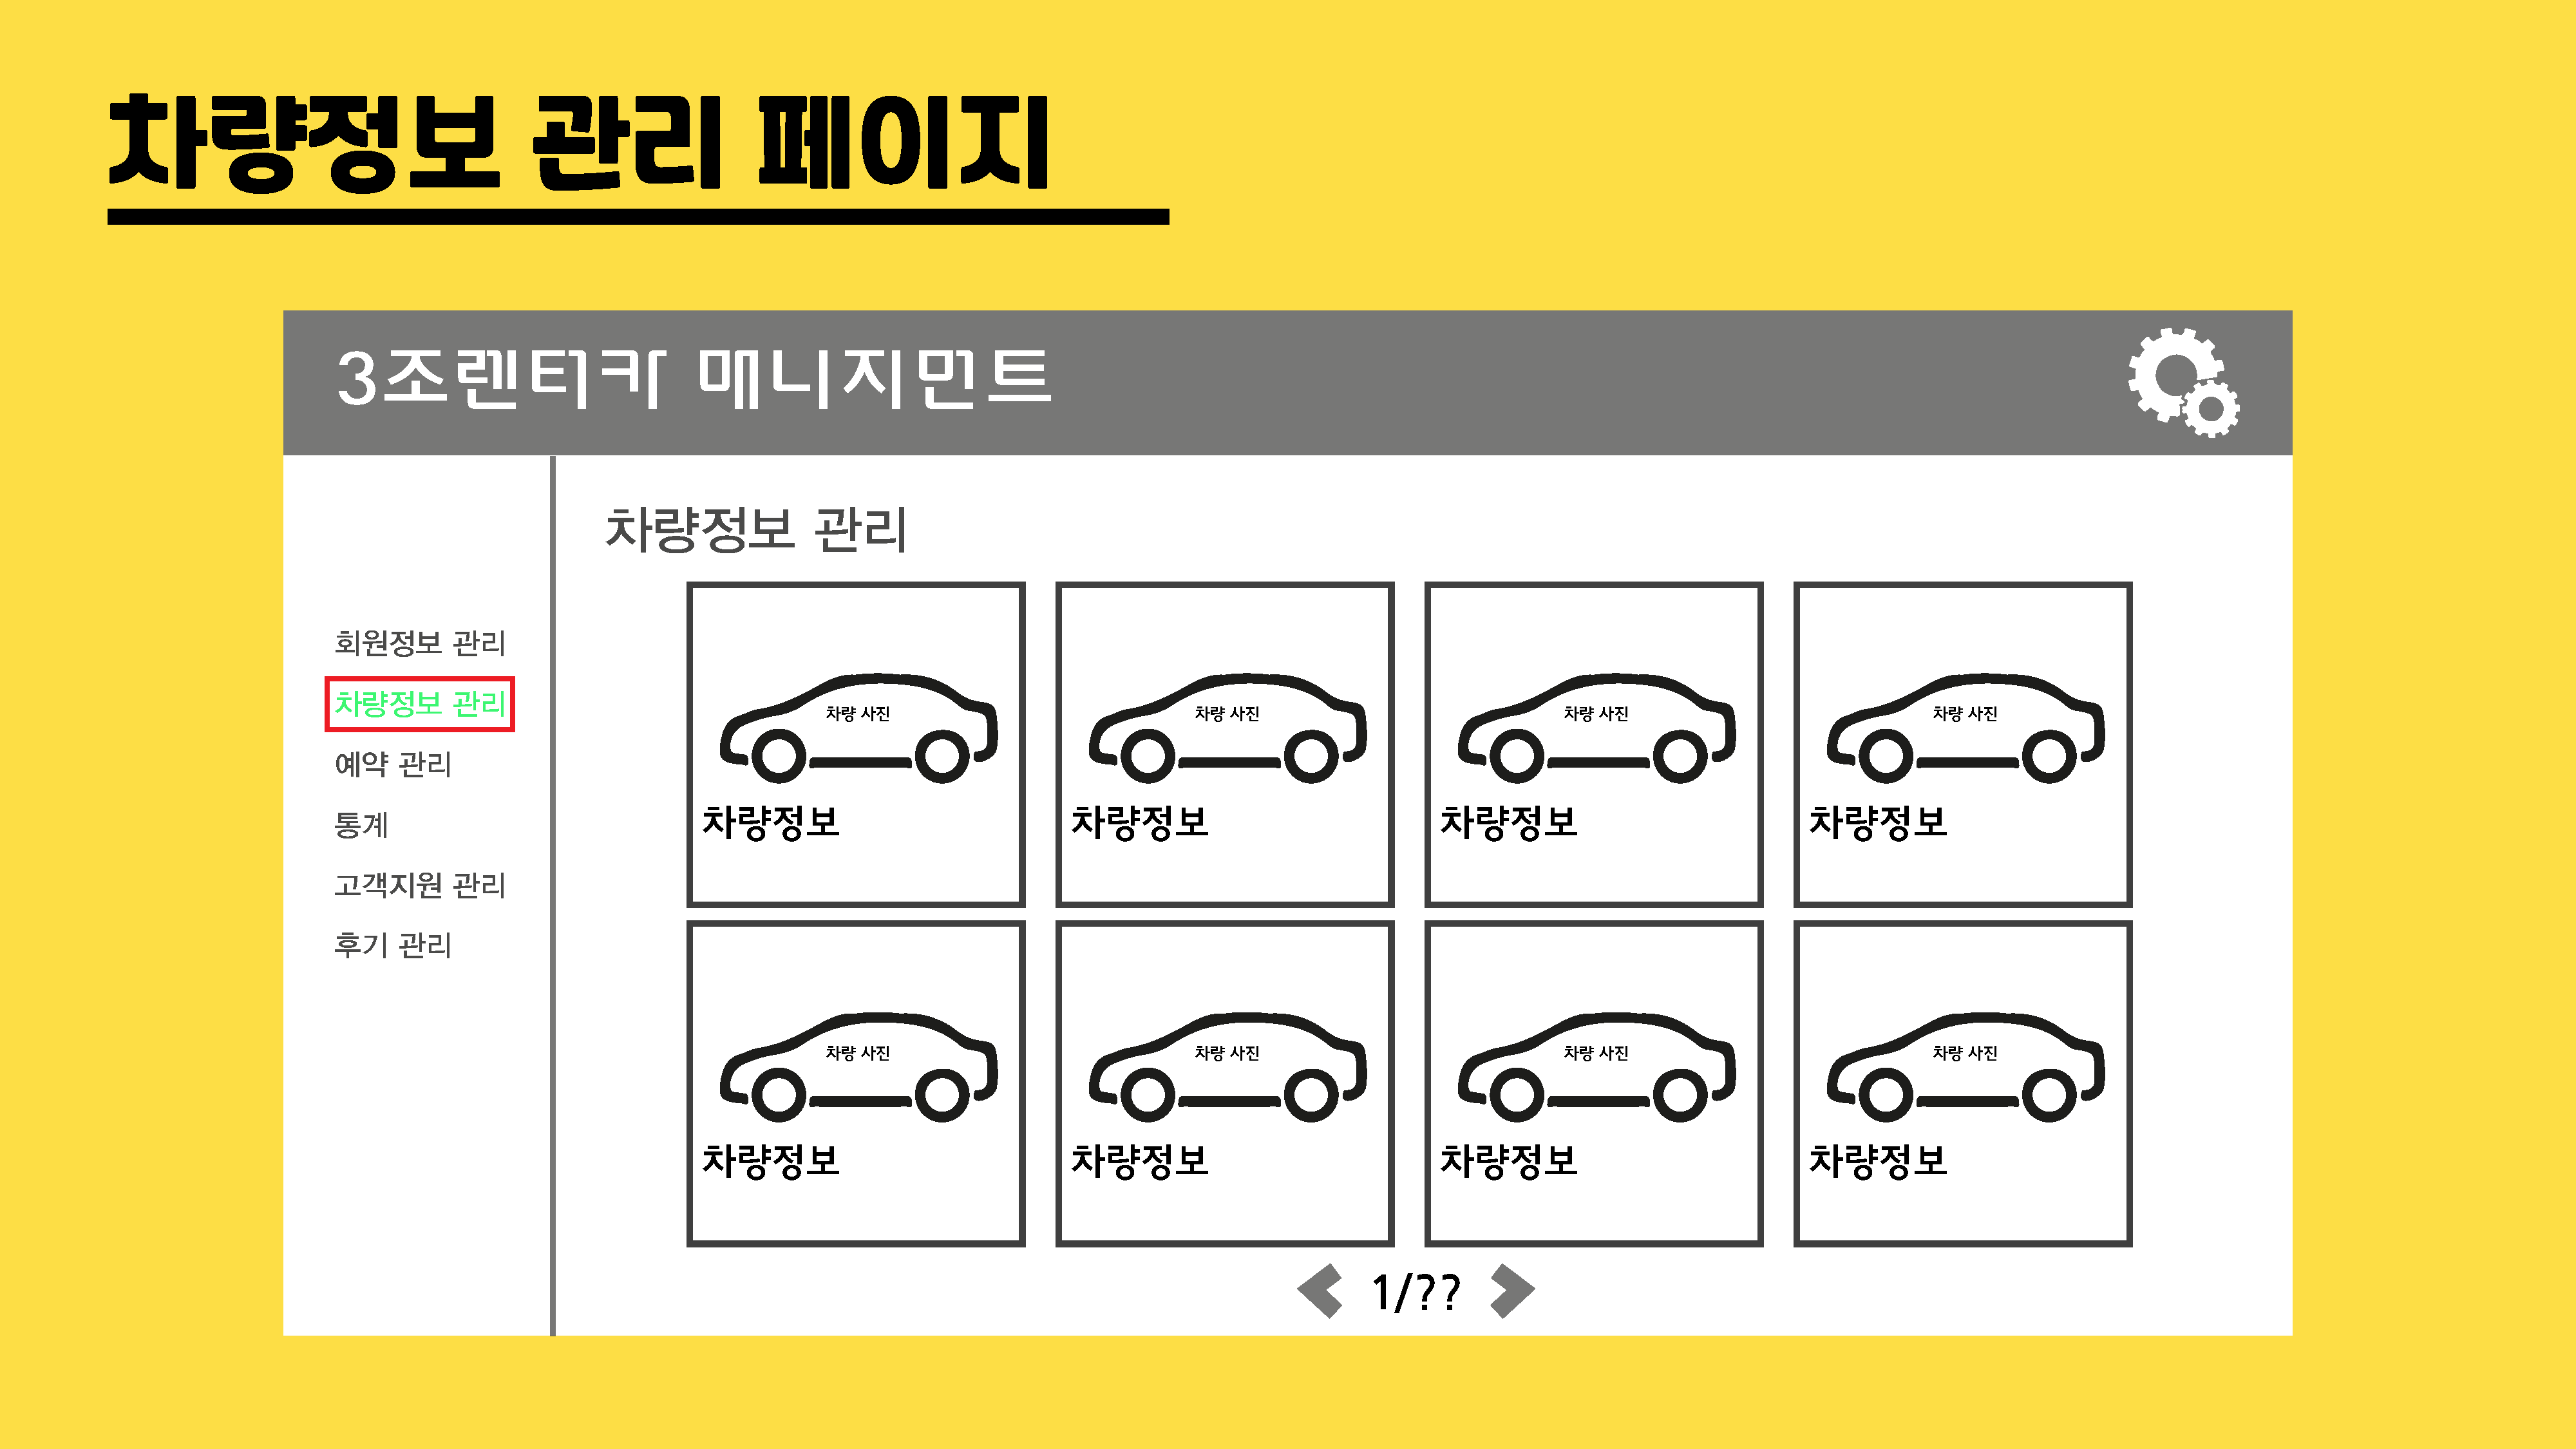 차량정보 관리 페이지
3조렌터카 매니지먼트
차량정보 관리
회원정보 관리
차량정보 관리
예약 관리
통계
고객지원 관리
후기 관리
차량 사진
차량정보
차량 사진
차량정보
차량 사진
차량정보
차량 사진
차량정보
차량 사진
차량정보
차량 사진
차량정보
차량 사진
차량정보
차량 사진
차량정보
1/??